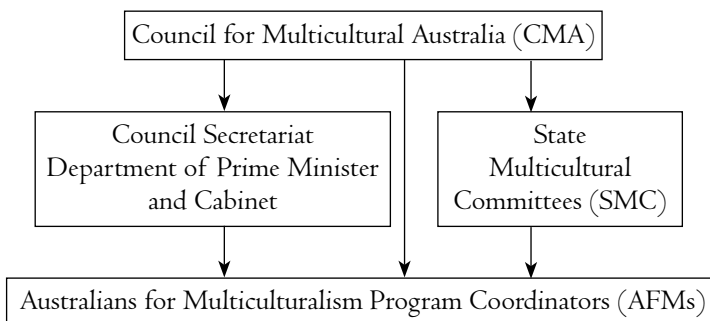 Council for Multicultural Australia (CMA)
Council Secretariat
Department of Prime Minister
and Cabinet
State
Multicultural
Committees (SMC)
Australians for Multiculturalism Program Coordinators (AFMs)